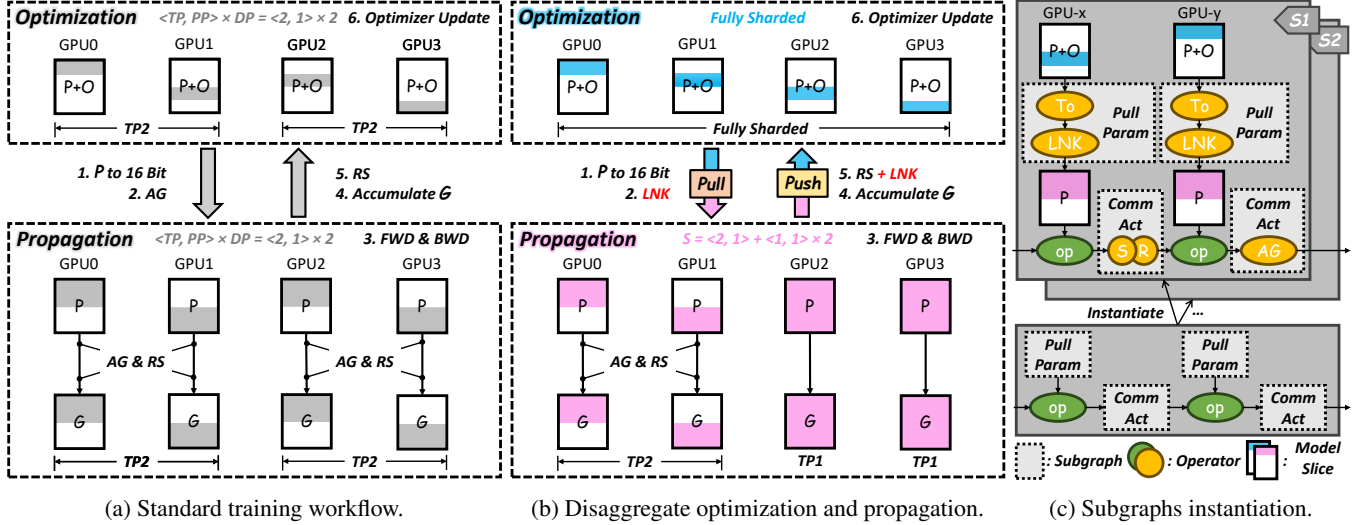 Optimization
<TP, PP> × DP = <2, 1> × 2
6. Optimizer Update
GPU0 GPU1 GPU2 GPU3
P+O P+O P+O P+O
TP2 TP2
1. P to 16 Bit
2. AG
5. RS
4. Accumulate G
Propagation
<TP, PP> × DP = <2, 1> × 2
3. FWD & BWD
GPU0 GPU1 GPU2 GPU3
P P P P
AG & RS AG & RS
G G G G
TP2 TP2
(a) Standard training workflow.
Optimization
Fully Sharded
6. Optimizer Update
GPU0 GPU1 GPU2 GPU3
P+O P+O P+O P+O
Fully Sharded
1. P to 16 Bit
2. LNK
Pull
Push
5. RS + LNK
4. Accumulate G
Propagation
S = <2, 1> + <1, 1> × 2
3. FWD & BWD
GPU0 GPU1 GPU2 GPU3
P P P P
AG & RS
G G G G
TP2 TP1 TP1
(b) Disaggregate optimization and propagation.
GPU-x GPU-y
S1
S2
P+O P+O
To To
Pull
Param
Pull
Param
LNK LNK
P P
Comm
Act
Comm
Act
op S R op AG
Instantiate ...
Pull
Param
Pull
Param
op
Comm
Act
op
Comm
Act
: Subgraph
: Operator
: Model
Slice
(c) Subgraphs instantiation.